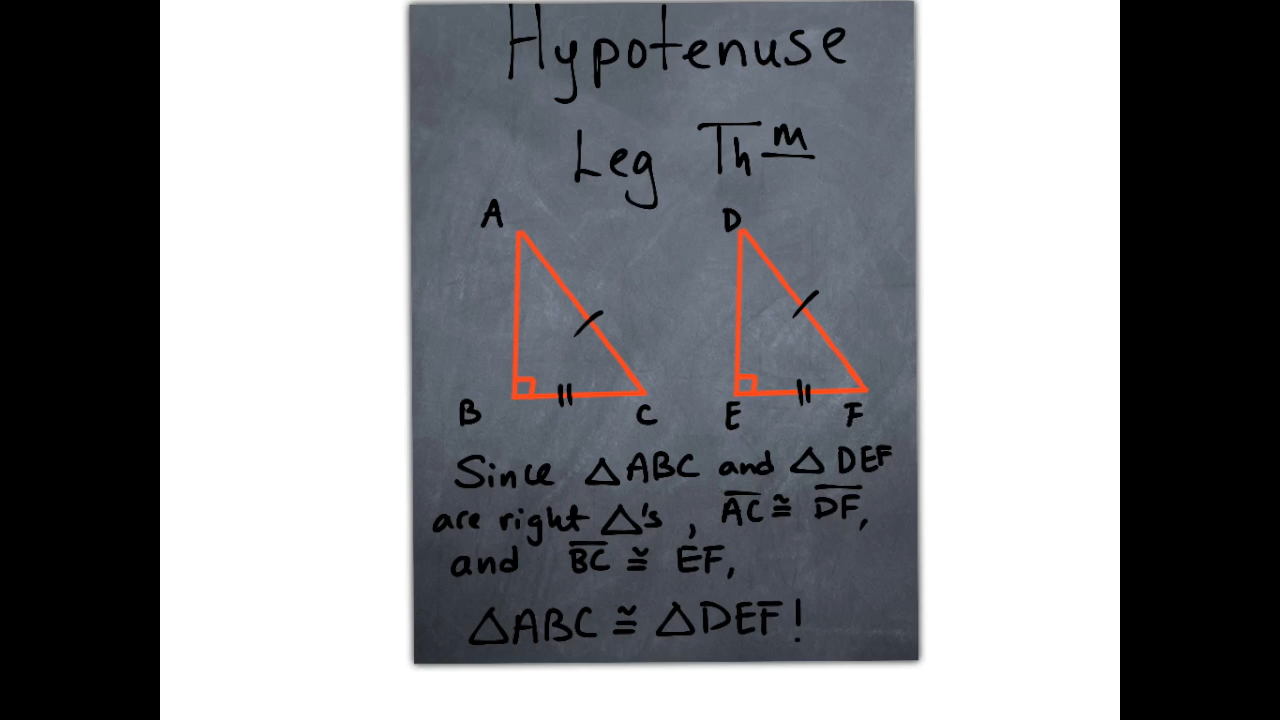 Hypotenuse
Leg Thm
A D
B C E F
Since △ABC and △DEF
are right △'s, AC ≅ DF,
and BC ≅ EF,
△ABC ≅ △DEF!